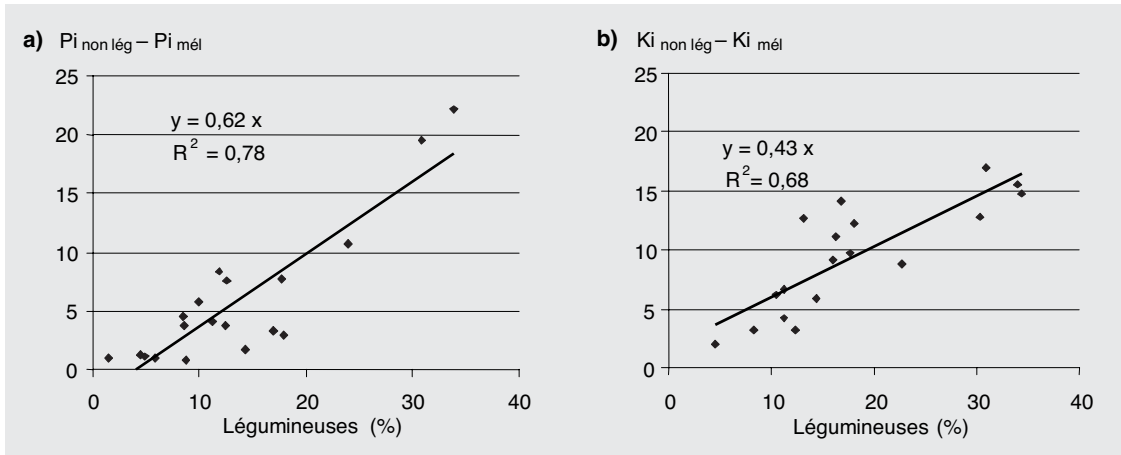 a) Pi non lég – Pi mél
25
20
15
10
5
0
y = 0,62 x
R2 = 0,78
0 10 20 30 40
Légumineuses (%)
b) Ki non lég – Ki mél
25
20
15
10
5
0
y = 0,43 x
R2 = 0,68
0 10 20 30 40
Légumineuses (%)